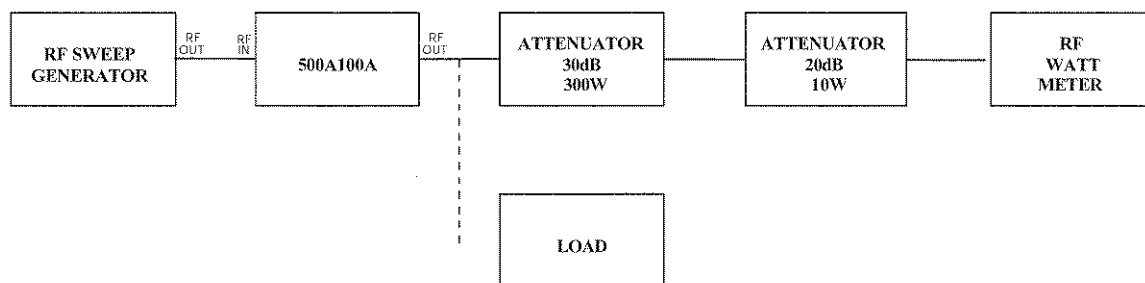 RF SWEEP
GENERATOR
RF
OUT
RF
IN
500A100A
RF
OUT
ATTENUATOR
30dB
300W
ATTENUATOR
20dB
10W
RF
WATT
METER
LOAD